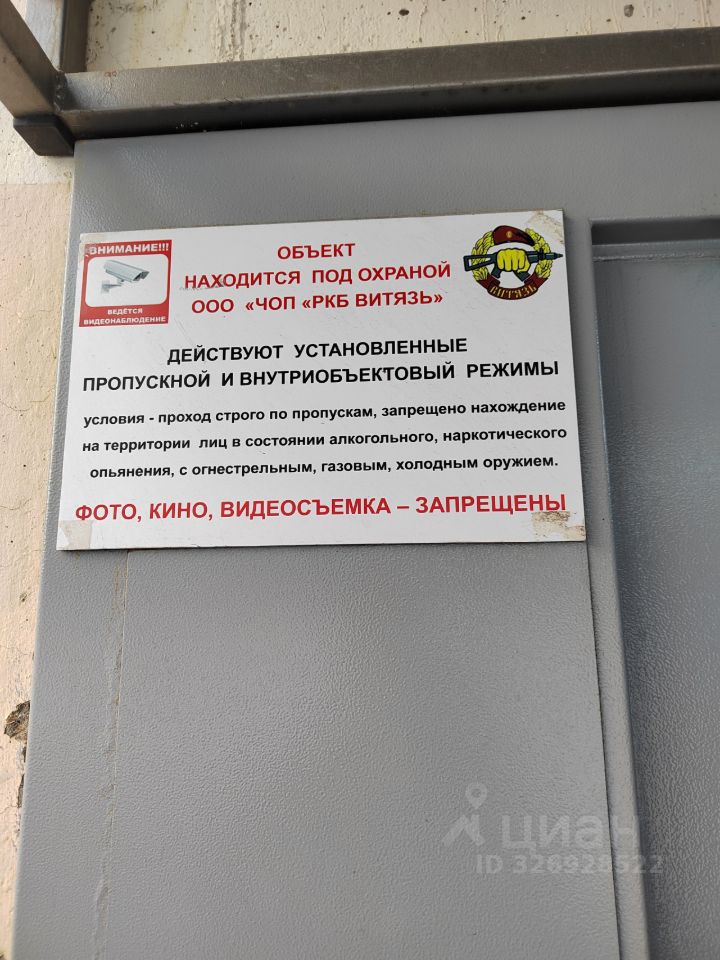 ВНИМАНИЕ!!!
ВЕДЁТСЯ
ВИДЕОНАБЛЮДЕНИЕ
ОБЪЕКТ
НАХОДИТСЯ ПОД ОХРАНОЙ
ООО «ЧОП «РКБ ВИТЯЗЬ»
ВИТЯЗЬ
ДЕЙСТВУЮТ УСТАНОВЛЕННЫЕ
ПРОПУСКНОЙ И ВНУТРИОБЪЕКТОВЫЙ РЕЖИМЫ
условия - проход строго по пропускам, запрещено нахождение
на территории лиц в состоянии алкогольного, наркотического
опьянения, с огнестрельным, газовым, холодным оружием.
ФОТО, КИНО, ВИДЕОСЪЕМКА – ЗАПРЕЩЕНЫ
циан
ID